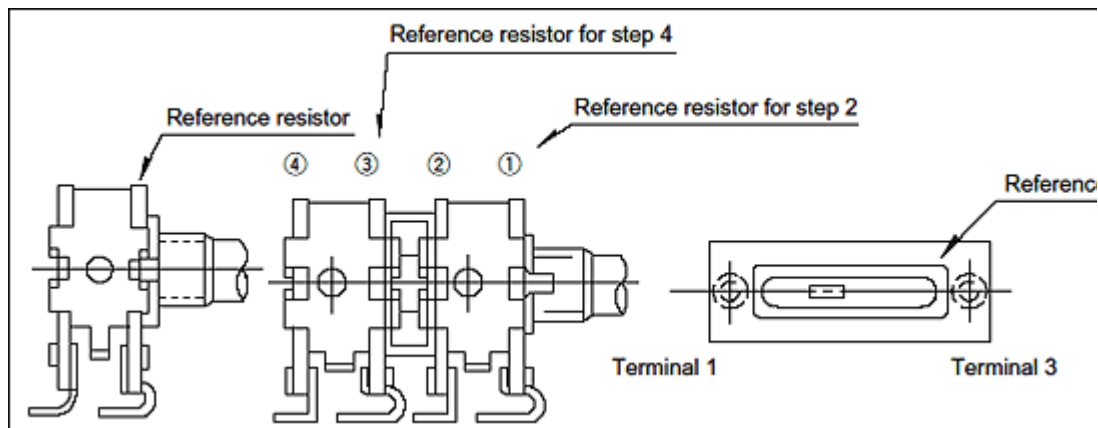 Reference resistor for step 4
Reference resistor
Reference resistor for step 2
④ ③ ② ①
Reference
Terminal 1
Terminal 3